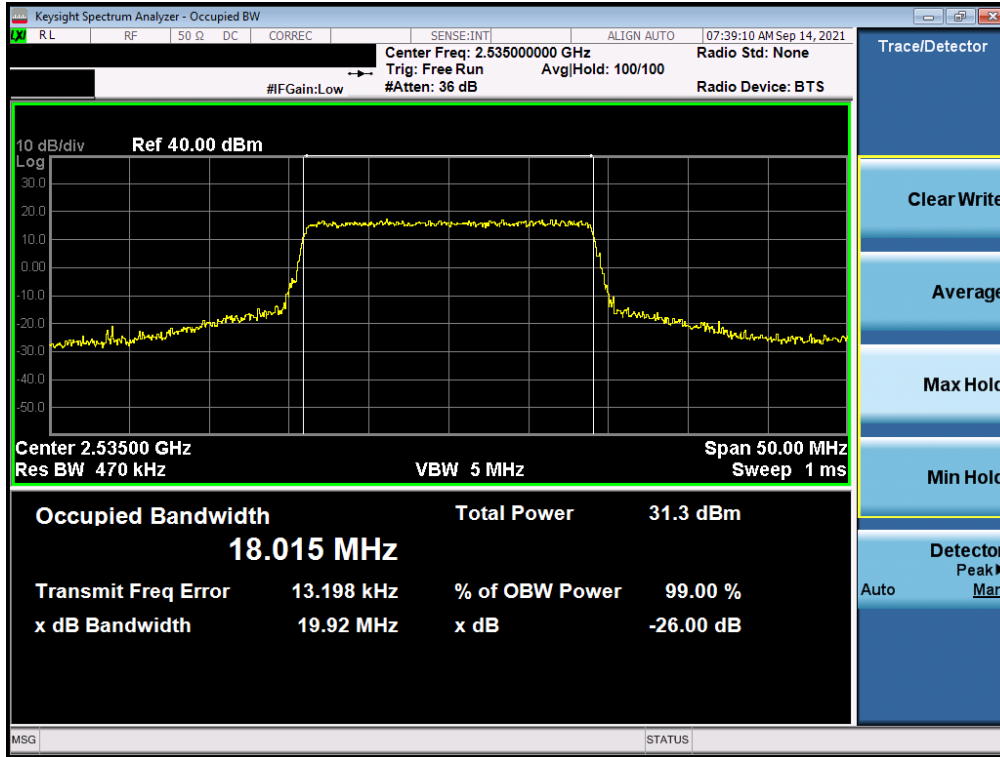 Keysight Spectrum Analyzer - Occupied BW
LXI RL RF 50 Ω DC CORREC SENSE:INT ALIGN AUTO 07:39:10 AM Sep 14, 2021
Center Freq: 2.535000000 GHz Radio Std: None
Trig: Free Run Avg|Hold: 100/100
#IFGain:Low #Atten: 36 dB Radio Device: BTS
Trace/Detector
10 dB/div Ref 40.00 dBm
Log
30.0
20.0
10.0
0.00
-10.0
-20.0
-30.0
-40.0
-50.0
Center 2.53500 GHz Span 50.00 MHz
Res BW 470 kHz VBW 5 MHz Sweep 1 ms
Occupied Bandwidth Total Power 31.3 dBm
18.015 MHz
Transmit Freq Error 13.198 kHz % of OBW Power 99.00 %
x dB Bandwidth 19.92 MHz x dB -26.00 dB
Clear Write
Average
Max Hold
Min Hold
Detector
Peak
Auto Man
MSG STATUS